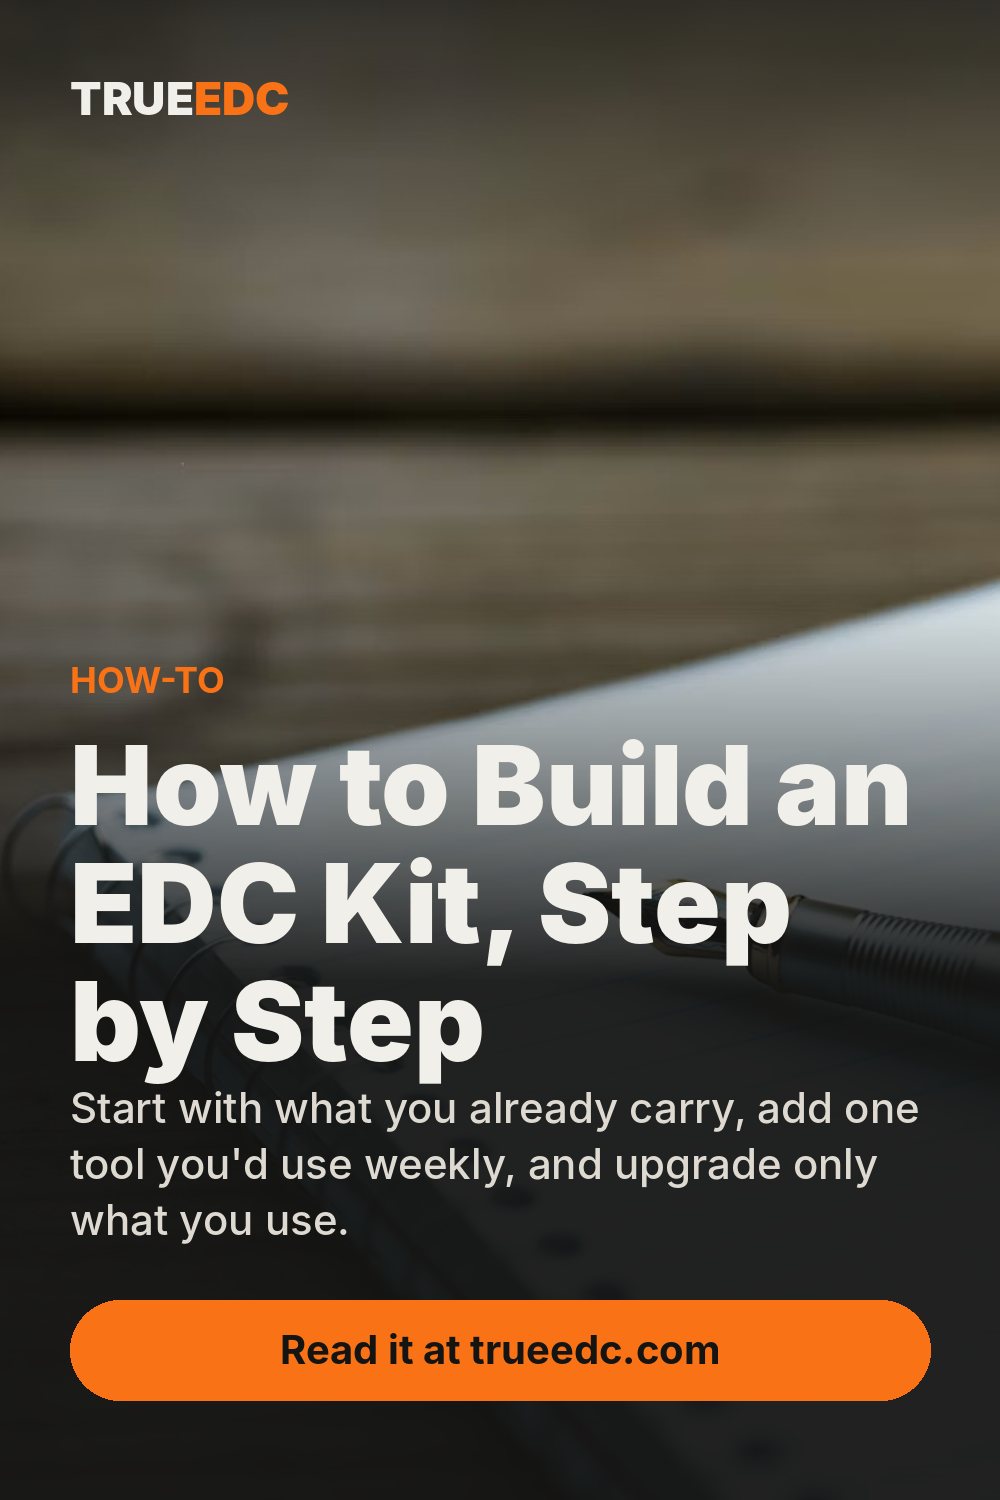 TRUEEDC
HOW-TO
How to Build an
EDC Kit, Step
by Step
Start with what you already carry, add one
tool you'd use weekly, and upgrade only
what you use.
Read it at trueedc.com